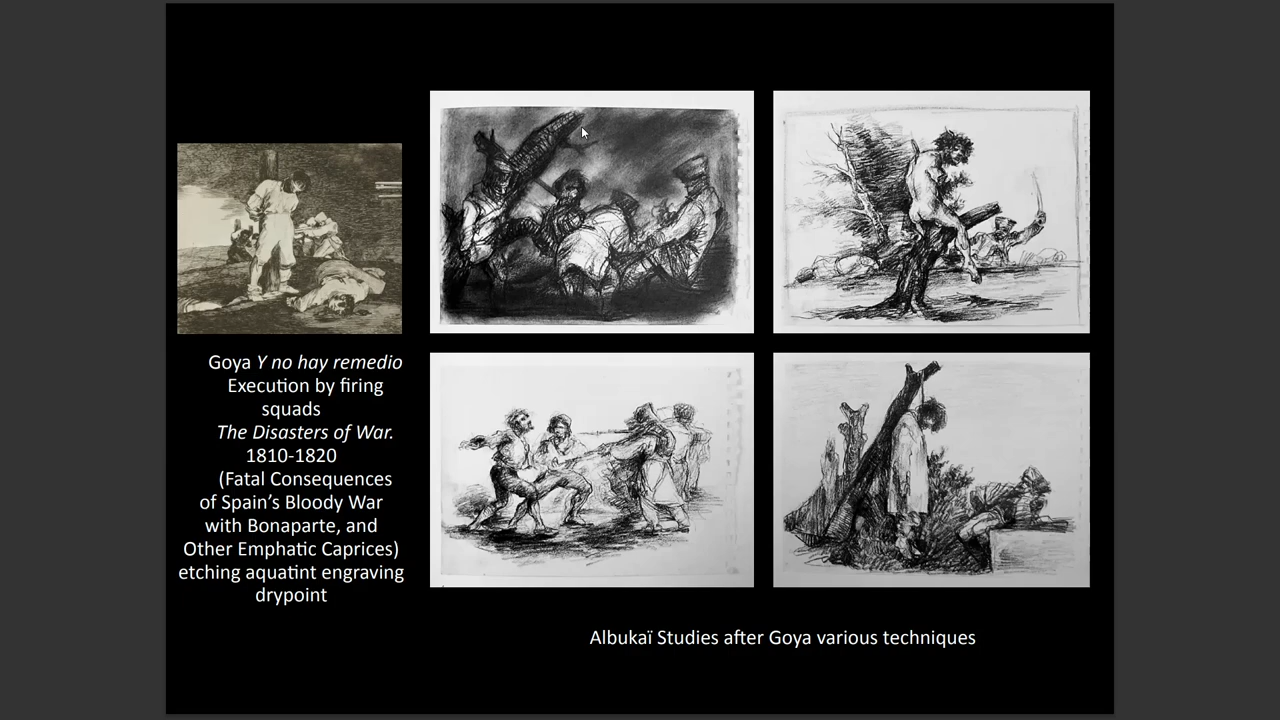 Goya Y no hay remedio
Execution by firing
squads
The Disasters of War.
1810-1820
(Fatal Consequences
of Spain’s Bloody War
with Bonaparte, and
Other Emphatic Caprices)
etching aquatint engraving
drypoint
Albukaï Studies after Goya various techniques